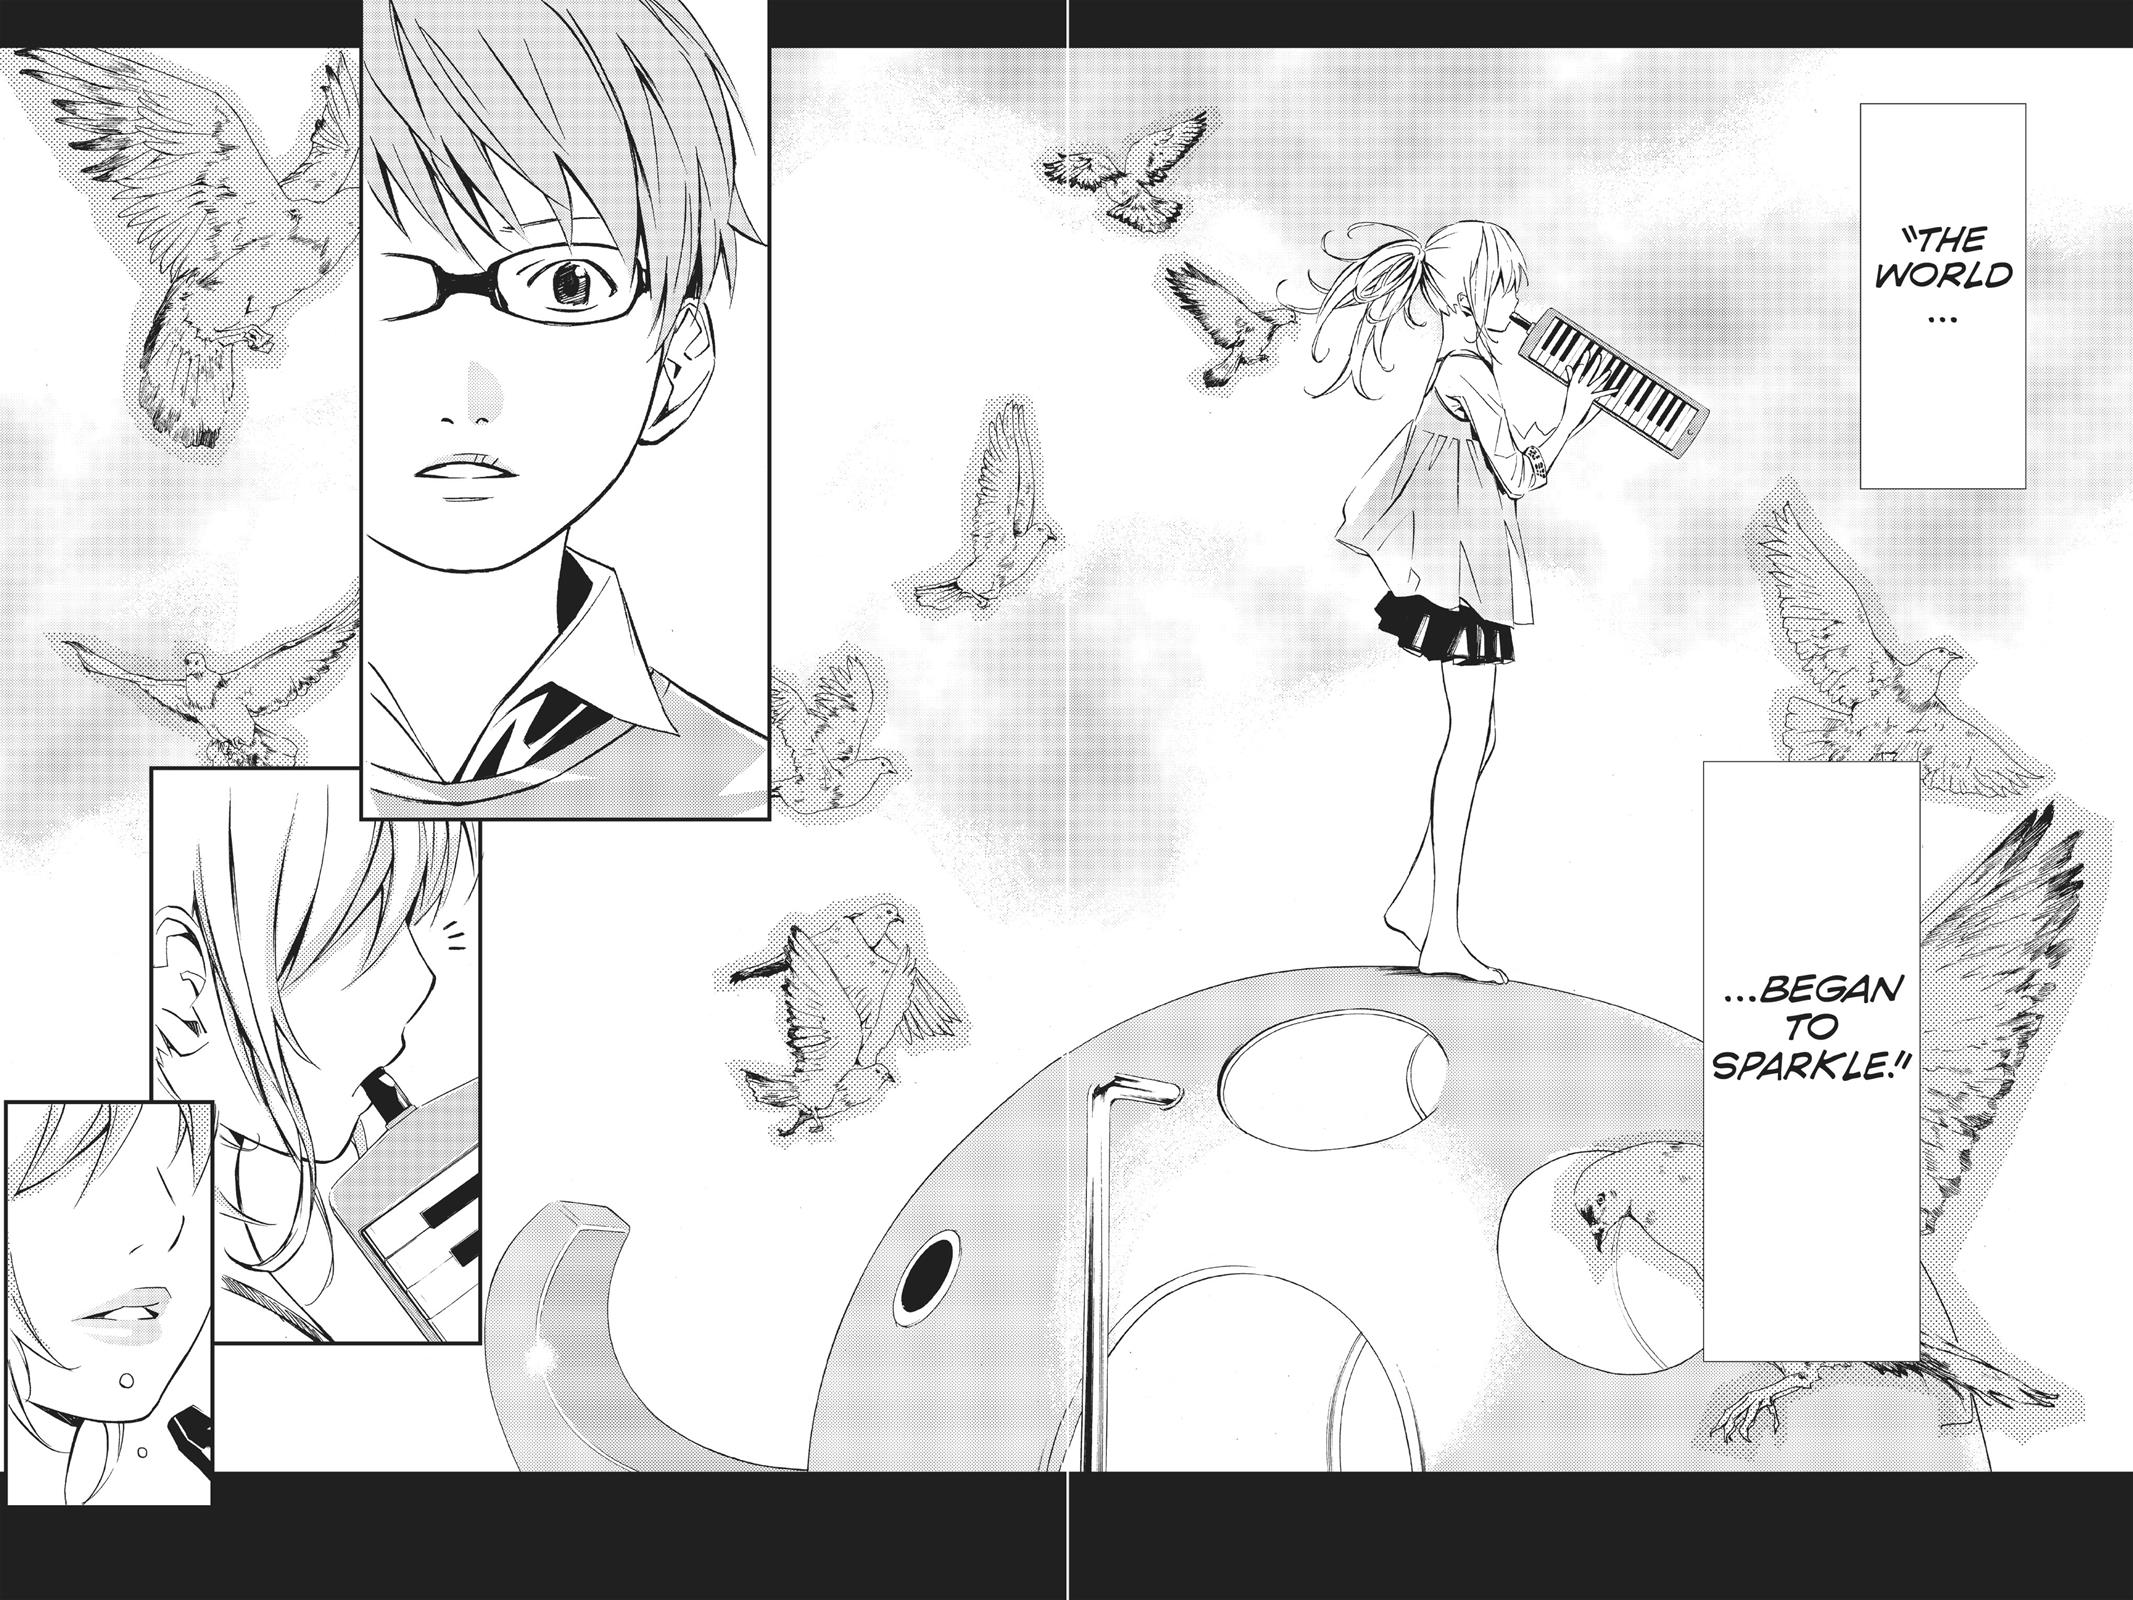 “THE
WORLD
...
...BEGAN
TO
SPARKLE.”